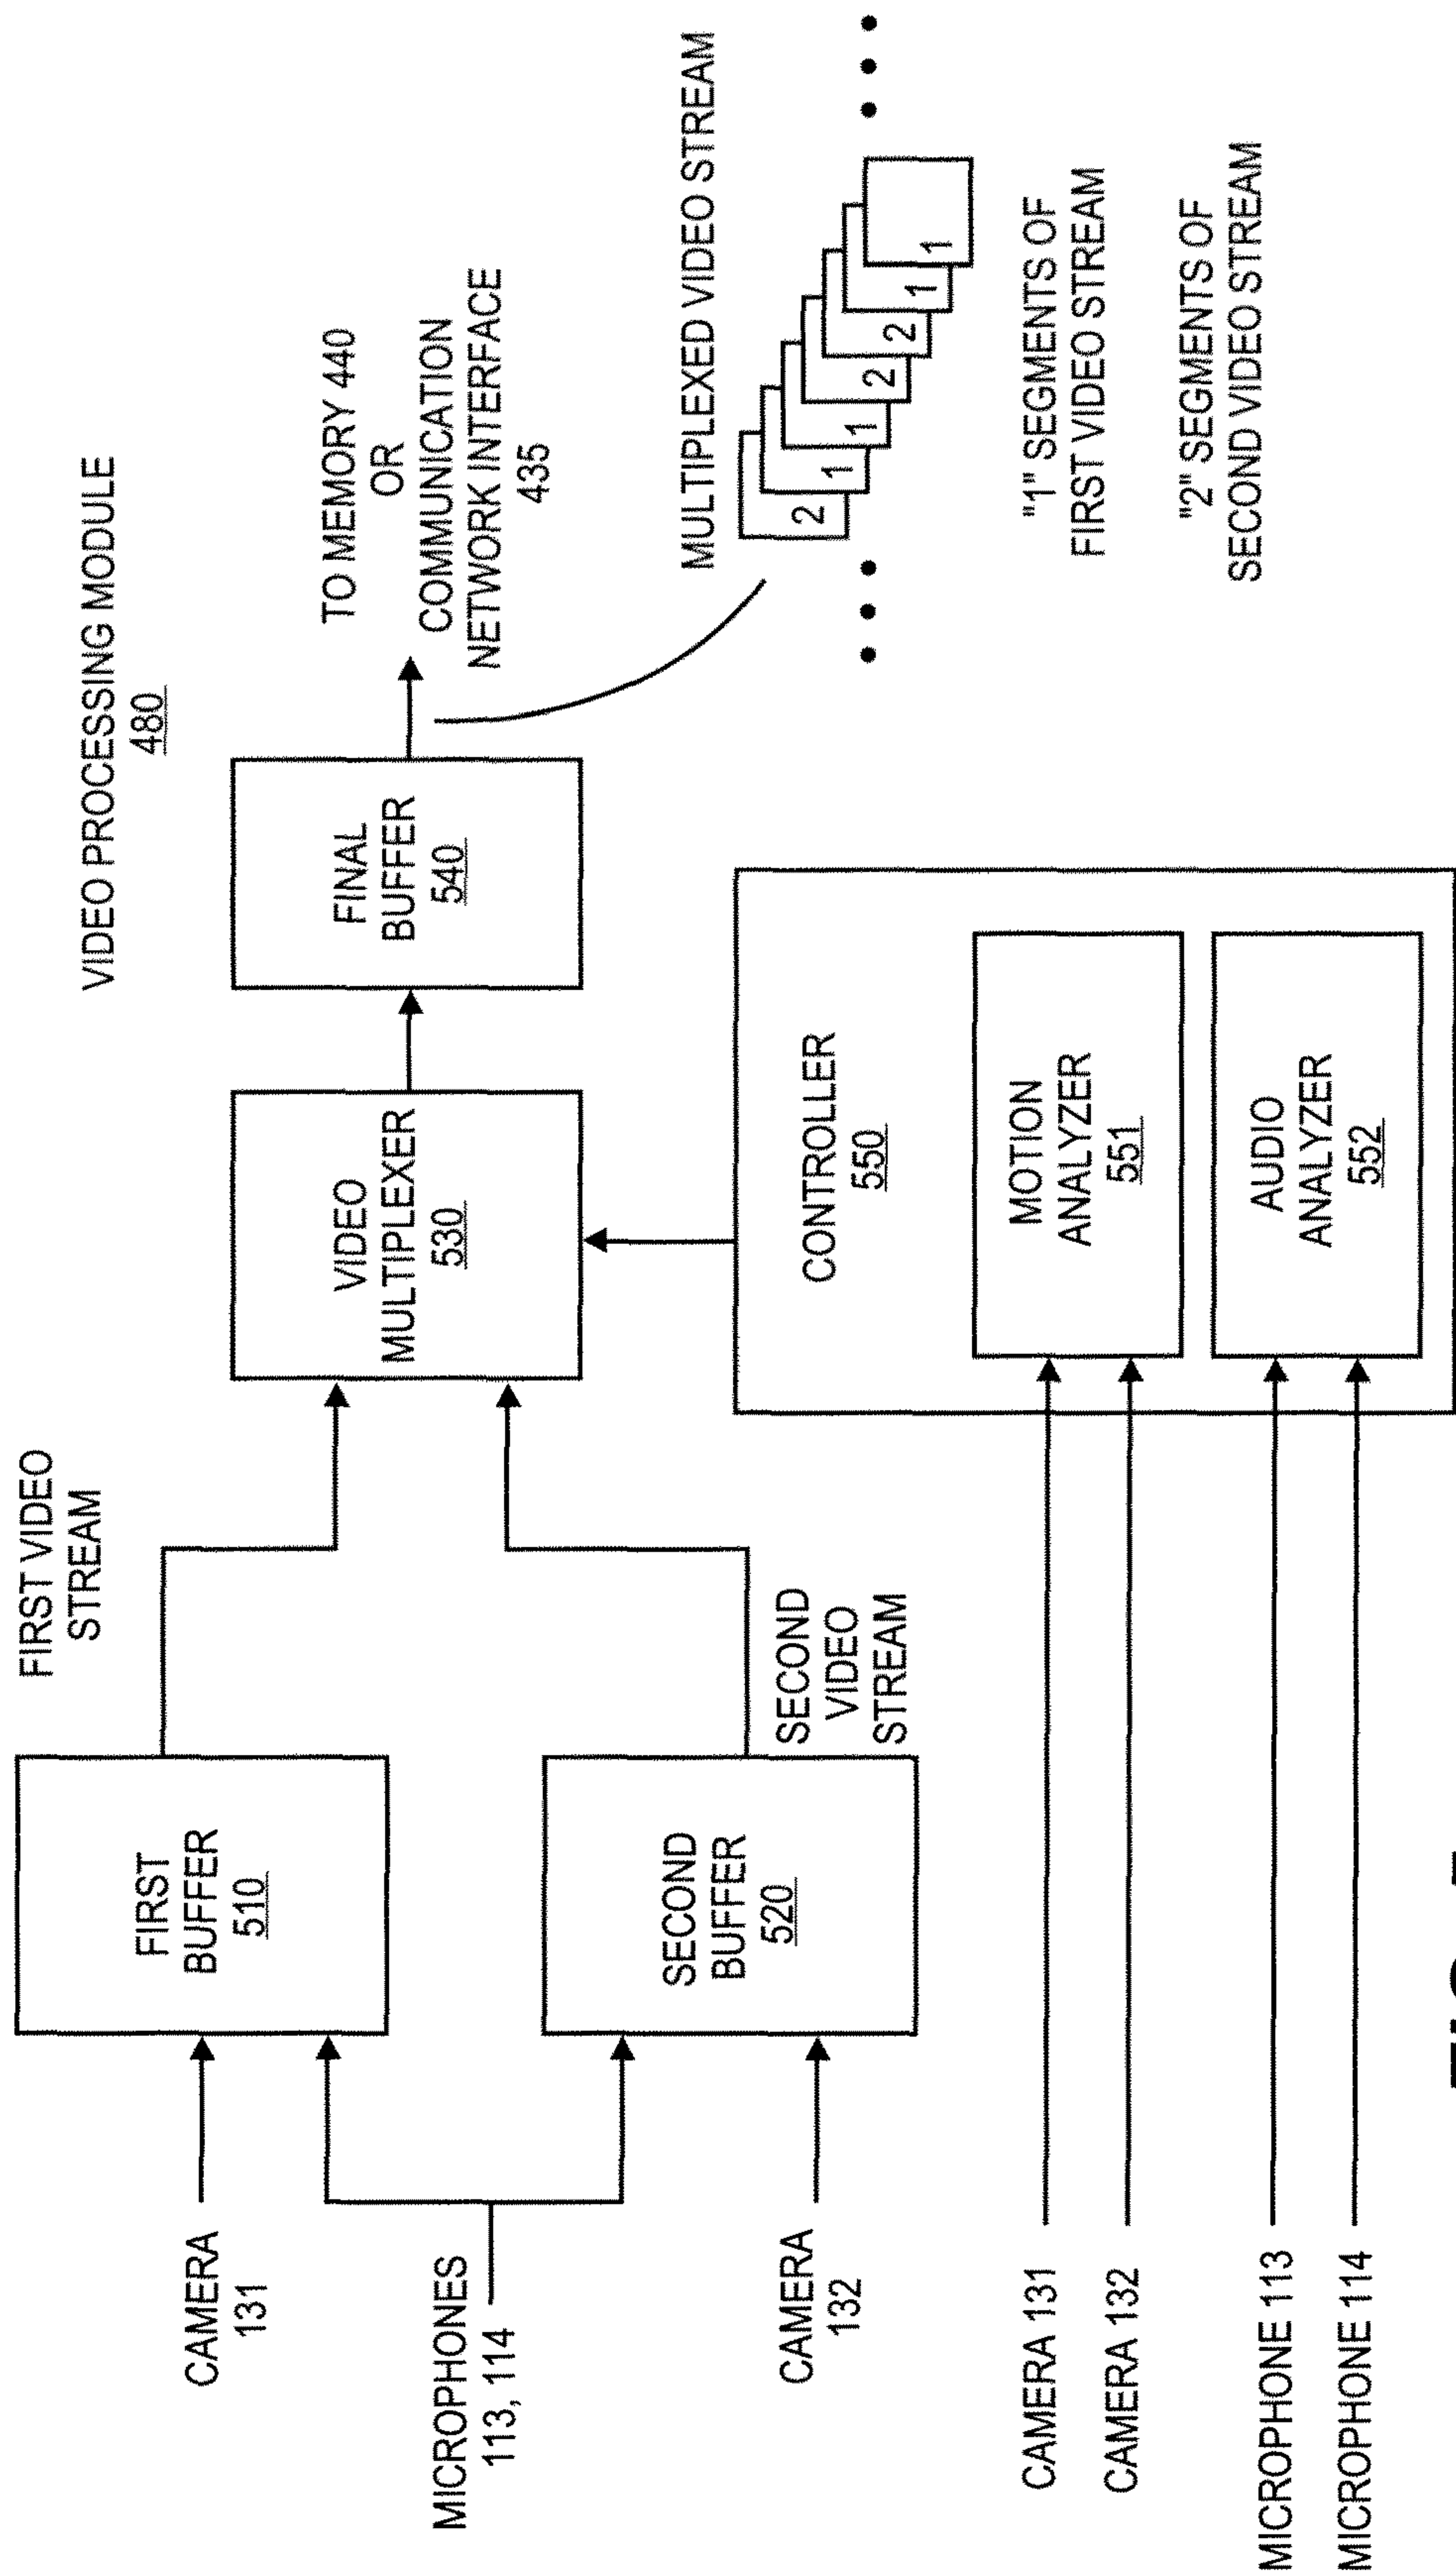 VIDEO PROCESSING MODULE
480
FIRST VIDEO
STREAM
CAMERA
131
FIRST
BUFFER
510
MICROPHONES
113, 114
SECOND
BUFFER
520
CAMERA
132
SECOND
VIDEO
STREAM
VIDEO
MULTIPLEXER
530
FINAL
BUFFER
540
TO MEMORY 440
OR
COMMUNICATION
NETWORK INTERFACE
435
MULTIPLEXED VIDEO STREAM
2
1
1
2
2
1
1
"1" SEGMENTS OF
FIRST VIDEO STREAM
"2" SEGMENTS OF
SECOND VIDEO STREAM
CONTROLLER
550
MOTION
ANALYZER
551
AUDIO
ANALYZER
552
CAMERA 131
CAMERA 132
MICROPHONE 113
MICROPHONE 114